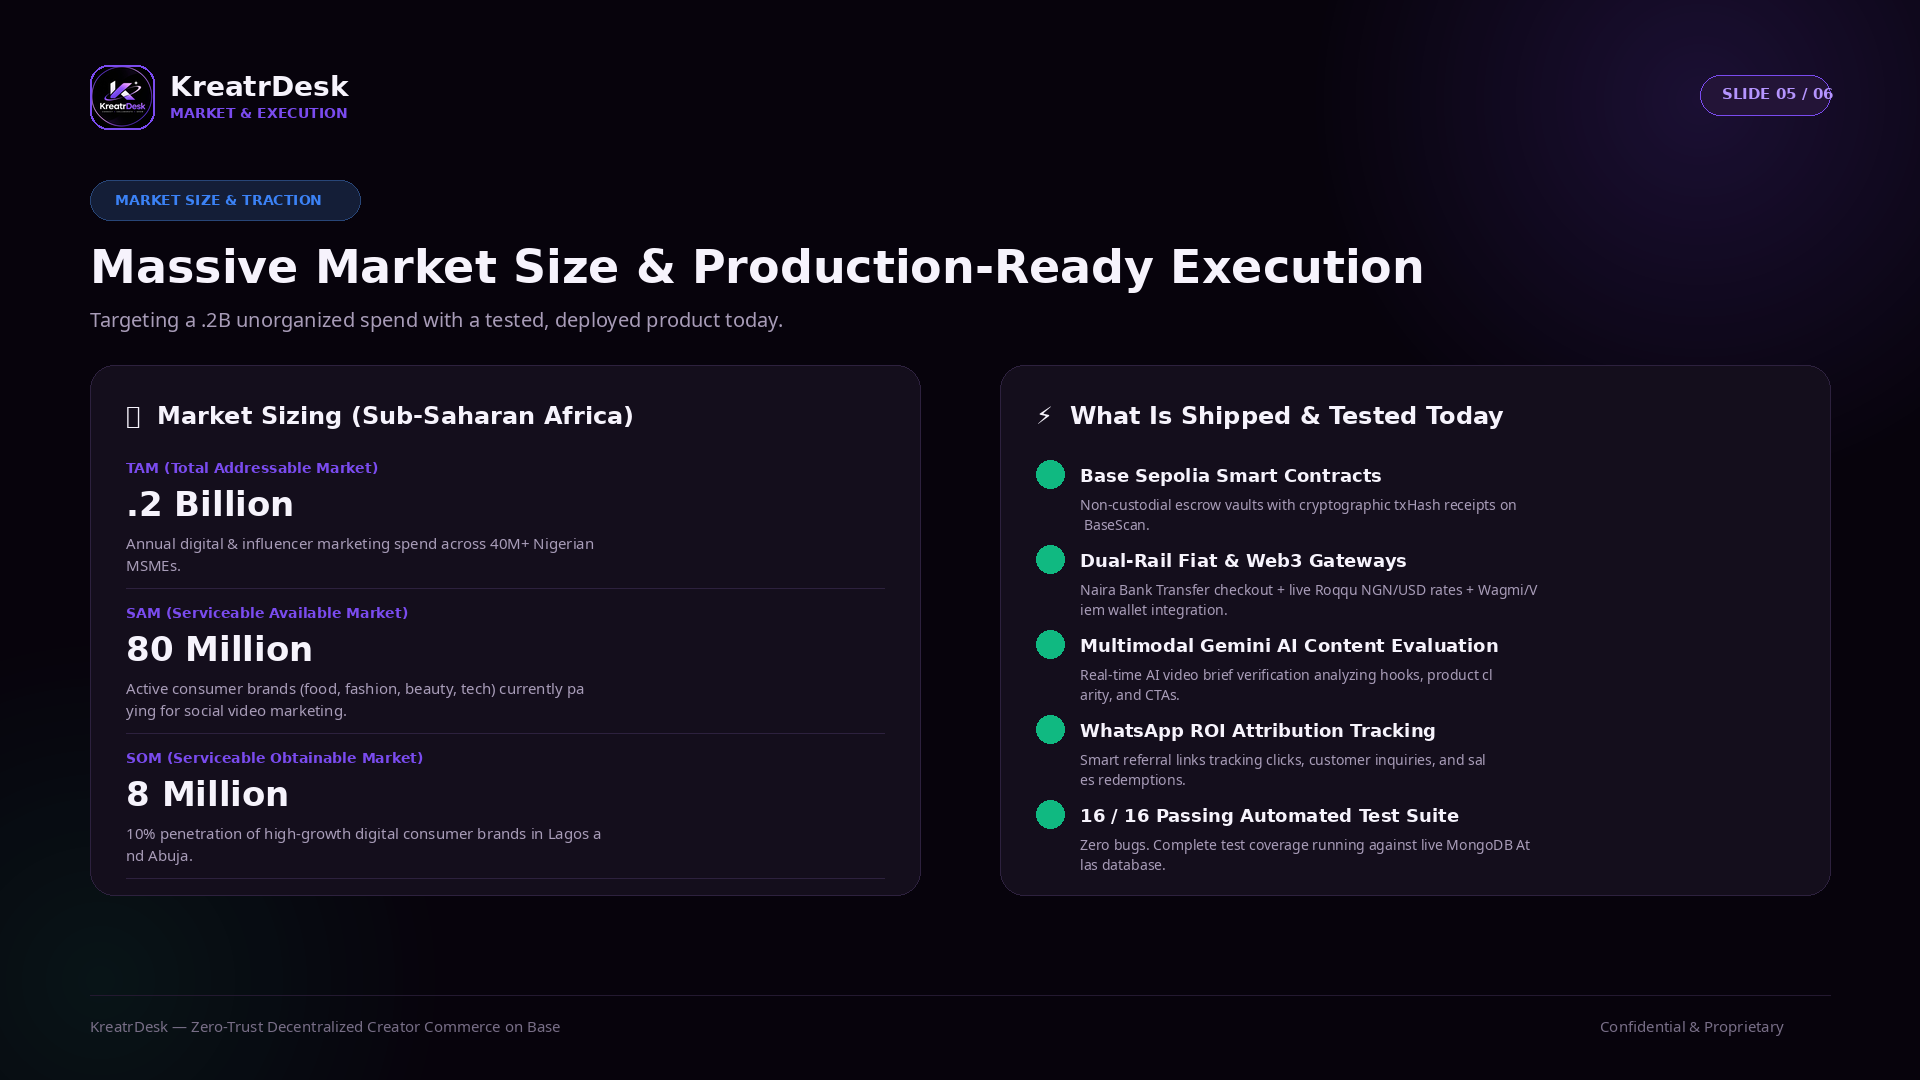 KreatrDesk
KreatrDesk
MARKET & EXECUTION
SLIDE 05 / 06
MARKET SIZE & TRACTION
Massive Market Size & Production-Ready Execution
Targeting a .2B unorganized spend with a tested, deployed product today.
Market Sizing (Sub-Saharan Africa)
TAM (Total Addressable Market)
.2 Billion
Annual digital & influencer marketing spend across 40M+ Nigerian
MSMEs.
SAM (Serviceable Available Market)
80 Million
Active consumer brands (food, fashion, beauty, tech) currently pa
ying for social video marketing.
SOM (Serviceable Obtainable Market)
8 Million
10% penetration of high-growth digital consumer brands in Lagos a
nd Abuja.
⚡ What Is Shipped & Tested Today
Base Sepolia Smart Contracts
Non-custodial escrow vaults with cryptographic txHash receipts on
BaseScan.
Dual-Rail Fiat & Web3 Gateways
Naira Bank Transfer checkout + live Roqqu NGN/USD rates + Wagmi/V
iem wallet integration.
Multimodal Gemini AI Content Evaluation
Real-time AI video brief verification analyzing hooks, product cl
arity, and CTAs.
WhatsApp ROI Attribution Tracking
Smart referral links tracking clicks, customer inquiries, and sal
es redemptions.
16 / 16 Passing Automated Test Suite
Zero bugs. Complete test coverage running against live MongoDB At
las database.
KreatrDesk — Zero-Trust Decentralized Creator Commerce on Base
Confidential & Proprietary